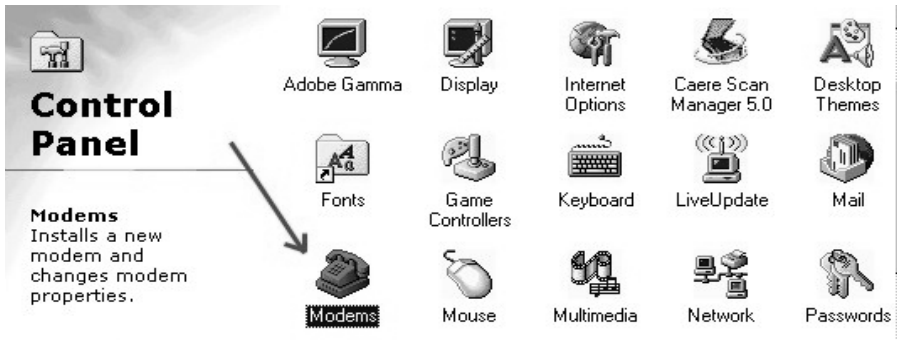 Control
Panel
Modems
Installs a new
modem and
changes modem
properties.
Adobe Gamma
Display
Internet
Options
Caere Scan
Manager 5.0
Desktop
Themes
Fonts
Game
Controllers
Keyboard
LiveUpdate
Mail
Modems
Mouse
Multimedia
Network
Passwords